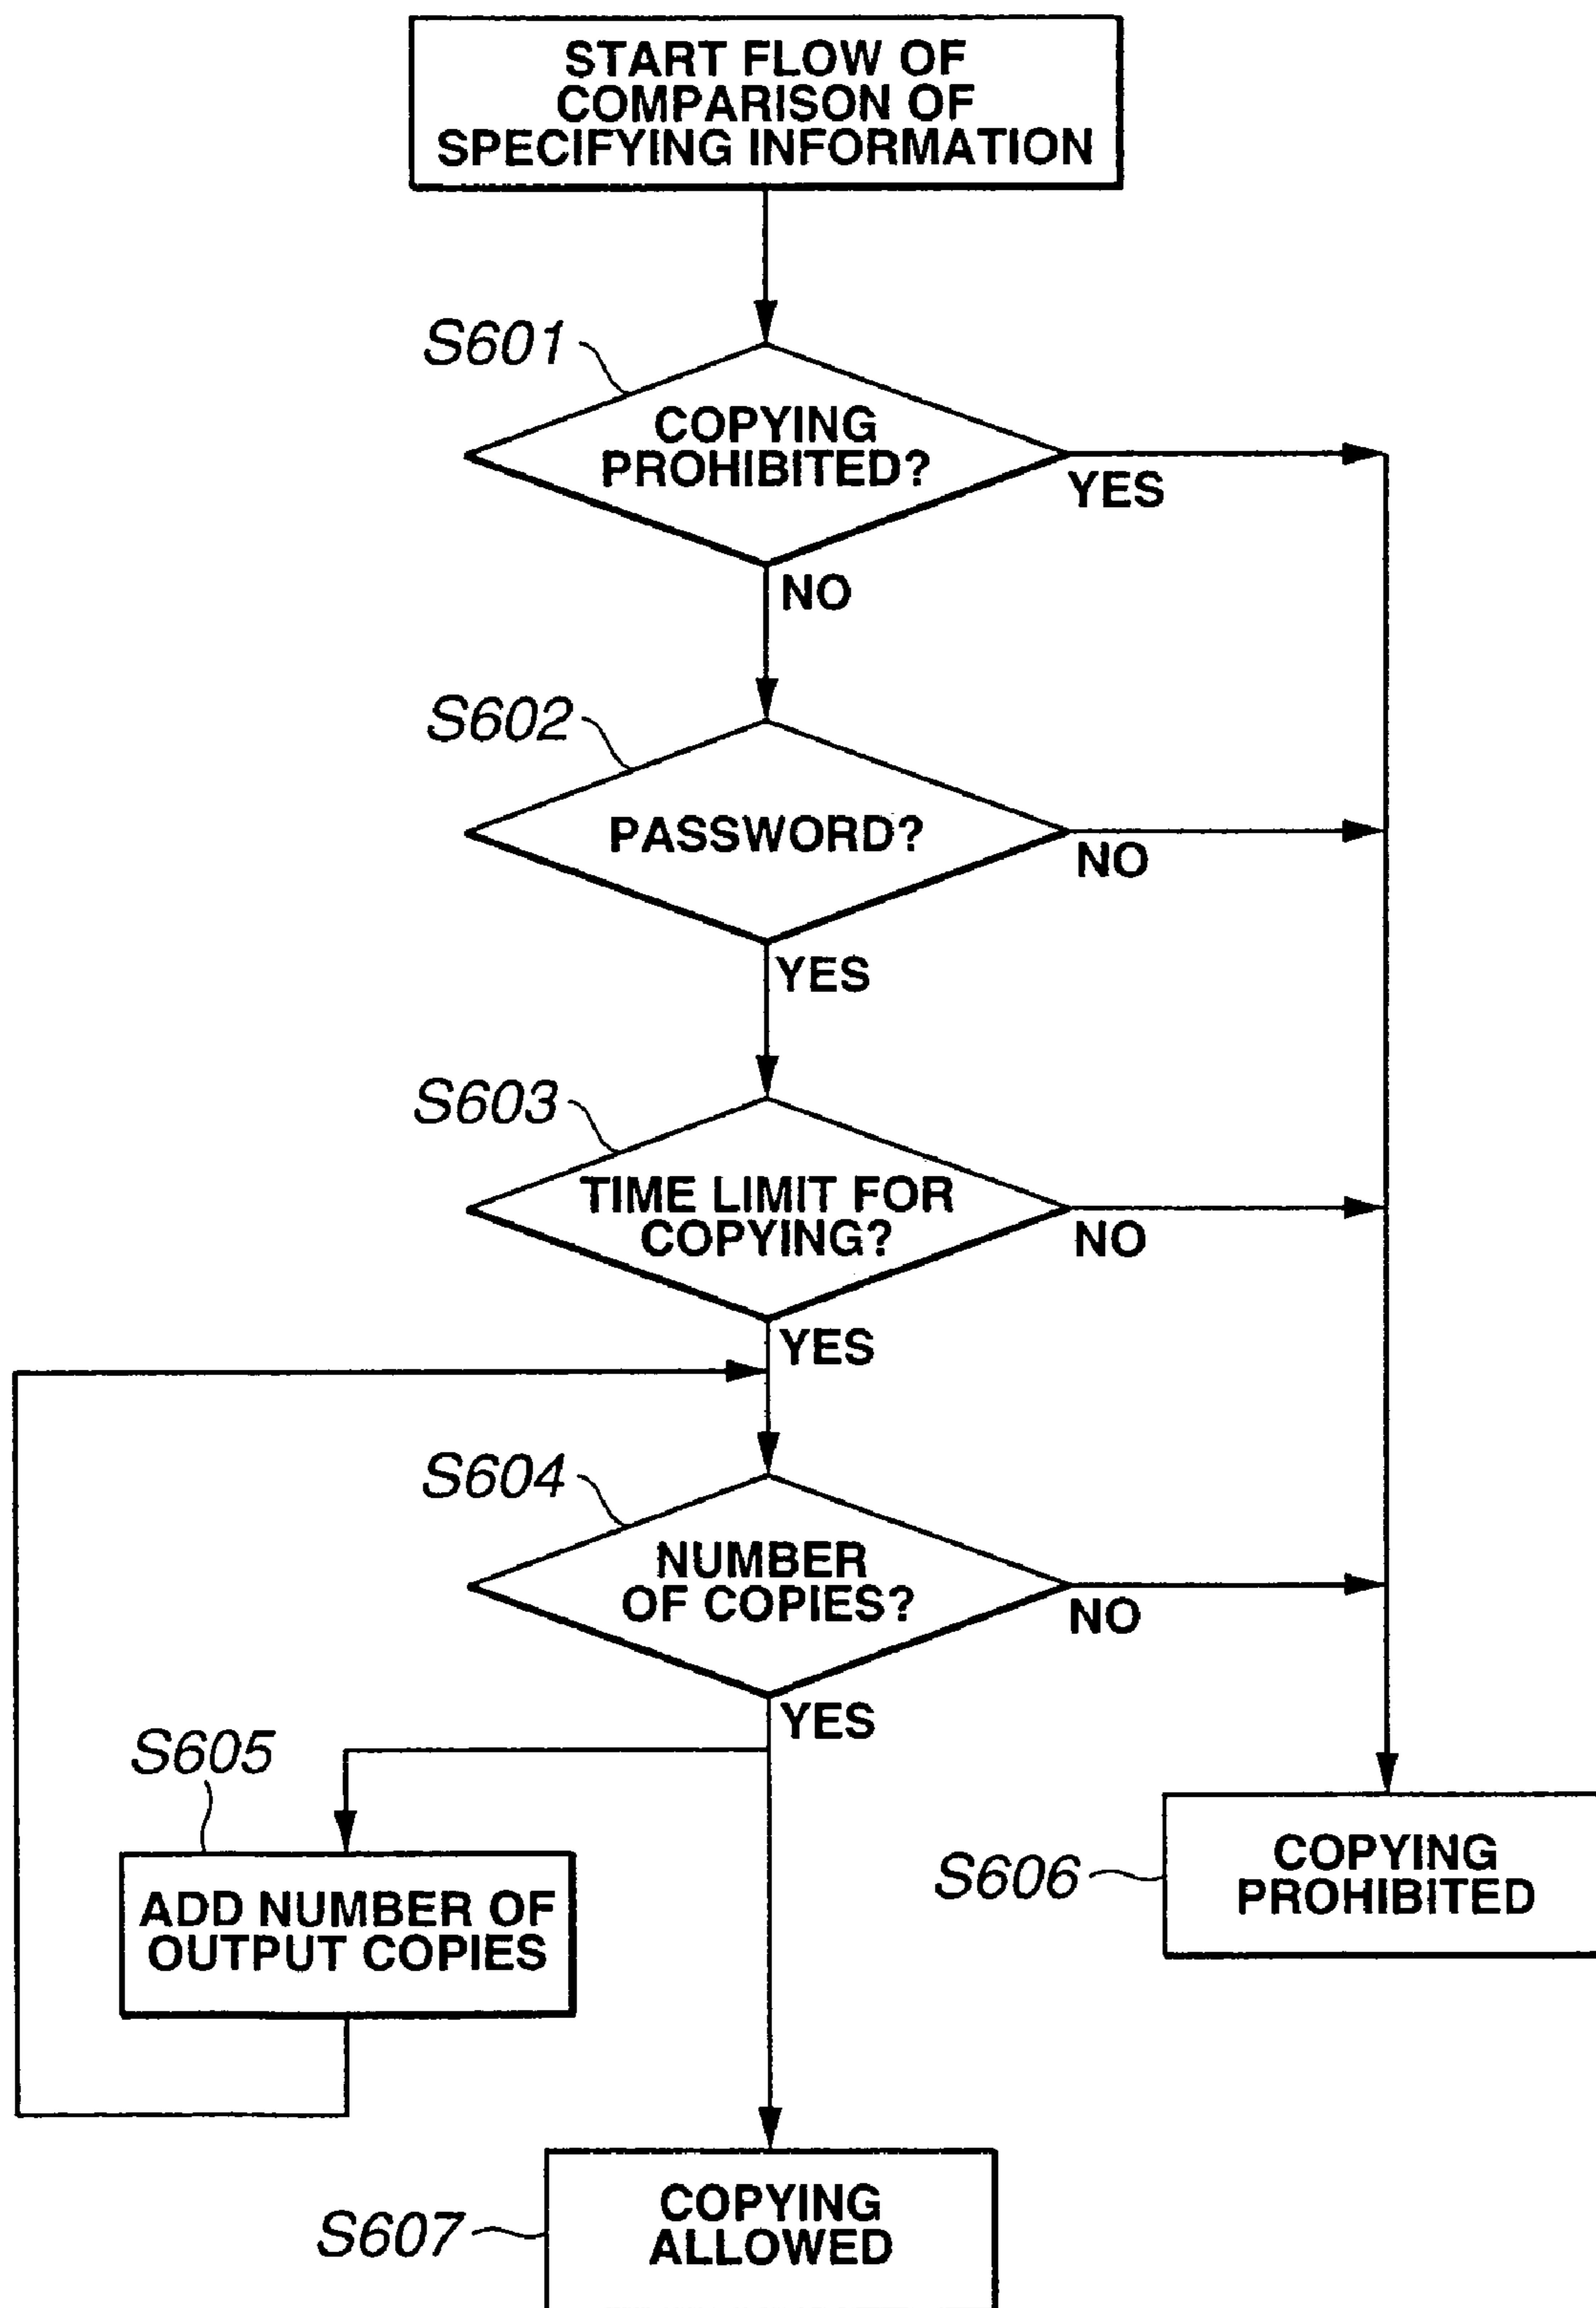 START FLOW OF
COMPARISON OF
SPECIFYING INFORMATION
S601
COPYING
PROHIBITED?
YES
NO
S602
PASSWORD?
NO
YES
S603
TIME LIMIT FOR
COPYING?
NO
YES
S604
NUMBER
OF COPIES?
NO
YES
S605
ADD NUMBER OF
OUTPUT COPIES
S606
COPYING
PROHIBITED
S607
COPYING
ALLOWED